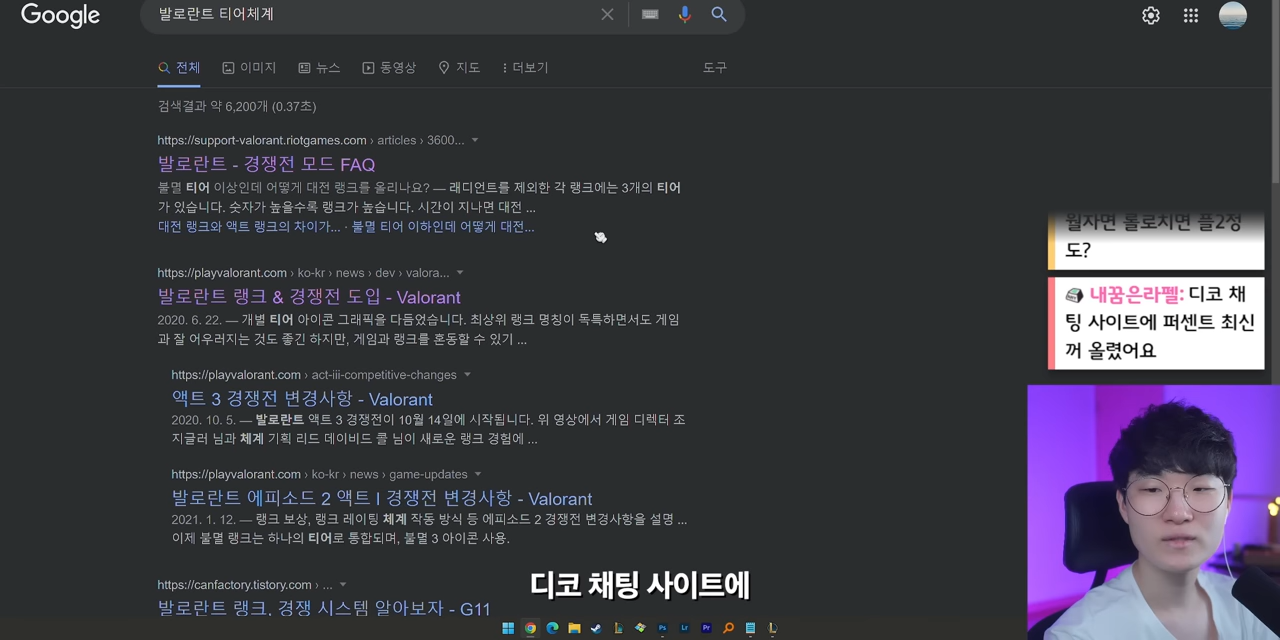 Google
발로란트 티어체계
전체
이미지
뉴스
동영상
지도
더보기
도구
검색결과 약 6,200개 (0.37초)
https://support-valorant.riotgames.com › articles › 3600...
발로란트 - 경쟁전 모드 FAQ
불멸 티어 이상인데 어떻게 대전 랭크를 올리나요? — 래디언트를 제외한 각 랭크에는 3개의 티어
가 있습니다. 숫자가 높을수록 랭크가 높습니다. 시간이 지나면 대전 ...
대전 랭크와 액트 랭크의 차이가... · 불멸 티어 이하인데 어떻게 대전...
https://playvalorant.com › ko-kr › news › dev › valora...
발로란트 랭크 & 경쟁전 도입 - Valorant
2020. 6. 22. — 개별 티어 아이콘 그래픽을 다듬었습니다. 최상위 랭크 명칭이 독특하면서도 게임
과 잘 어우러지는 것도 좋긴 하지만, 게임과 랭크를 혼동할 수 있기 ...
https://playvalorant.com › act-iii-competitive-changes
액트 3 경쟁전 변경사항 - Valorant
2020. 10. 5. — 발로란트 액트 3 경쟁전이 10월 14일에 시작됩니다. 위 영상에서 게임 디렉터 조
지글러 님과 체계 기획 리드 데이비드 콜 님이 새로운 랭크 경험에 ...
https://playvalorant.com › ko-kr › news › game-updates
발로란트 에피소드 2 액트 I 경쟁전 변경사항 - Valorant
2021. 1. 12. — 랭크 보상, 랭크 레이팅 체계 작동 방식 등 에피소드 2 경쟁전 변경사항을 설명 ...
이제 불멸 랭크는 하나의 티어로 통합되며, 불멸 3 아이콘 사용.
https://canfactory.tistory.com › ...
발로란트 랭크, 경쟁 시스템 알아보자 - G11
월자면 롤로치면 플2정
도?
내꿈은라펠: 디코 채
팅 사이트에 퍼센트 최신
꺼 올렸어요
디코 채팅 사이트에